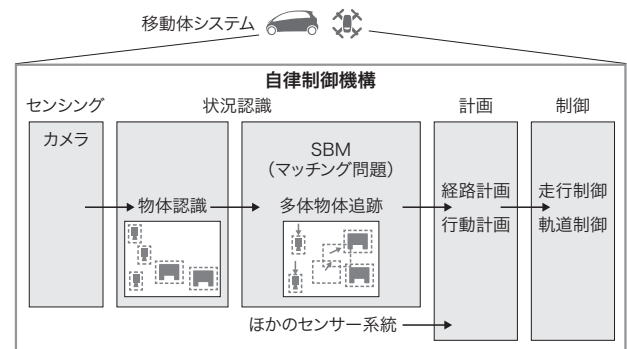 移動体システム
自律制御機構
センシング
状況認識
計画
制御
カメラ
SBM
（マッチング問題）
物体認識
多体物体追跡
経路計画
行動計画
走行制御
軌道制御
ほかのセンサー系統